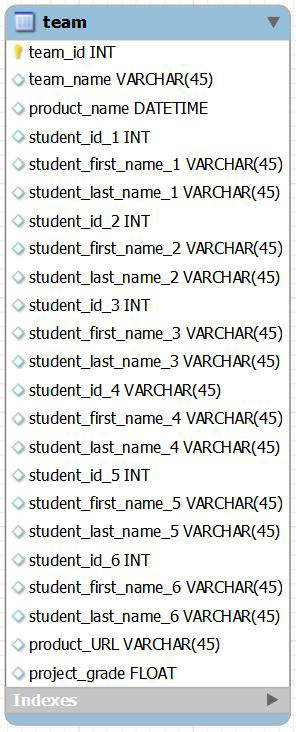 team
team_id INT
team_name VARCHAR(45)
product_name DATETIME
student_id_1 INT
student_first_name_1 VARCHAR(45)
student_last_name_1 VARCHAR(45)
student_id_2 INT
student_first_name_2 VARCHAR(45)
student_last_name_2 VARCHAR(45)
student_id_3 INT
student_first_name_3 VARCHAR(45)
student_last_name_3 VARCHAR(45)
student_id_4 VARCHAR(45)
student_first_name_4 VARCHAR(45)
student_last_name_4 VARCHAR(45)
student_id_5 INT
student_first_name_5 VARCHAR(45)
student_last_name_5 VARCHAR(45)
student_id_6 INT
student_first_name_6 VARCHAR(45)
student_last_name_6 VARCHAR(45)
product_URL VARCHAR(45)
project_grade FLOAT
Indexes